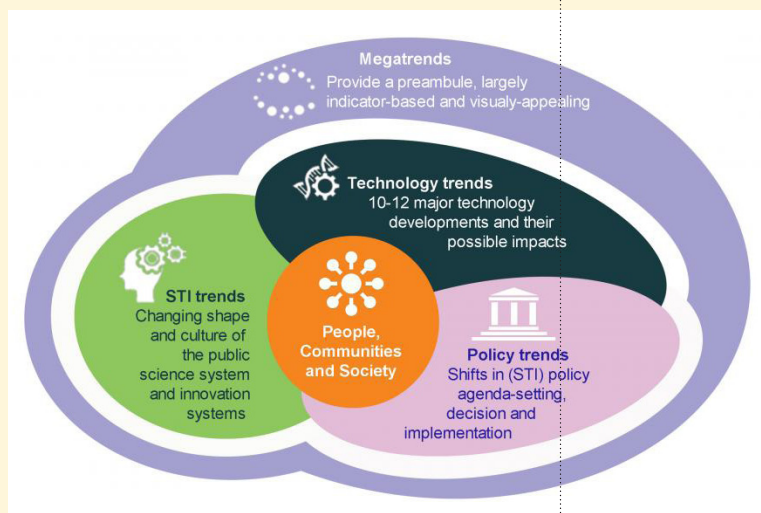 Megatrends
Provide a preambule, largely
indicator-based and visualy-appealing
Technology trends
10-12 major technology
developments and their
possible impacts
STI trends
Changing shape
and culture of
the public
science system
and innovation
systems
People,
Communities
and Society
Policy trends
Shifts in (STI) policy
agenda-setting,
decision and
implementation